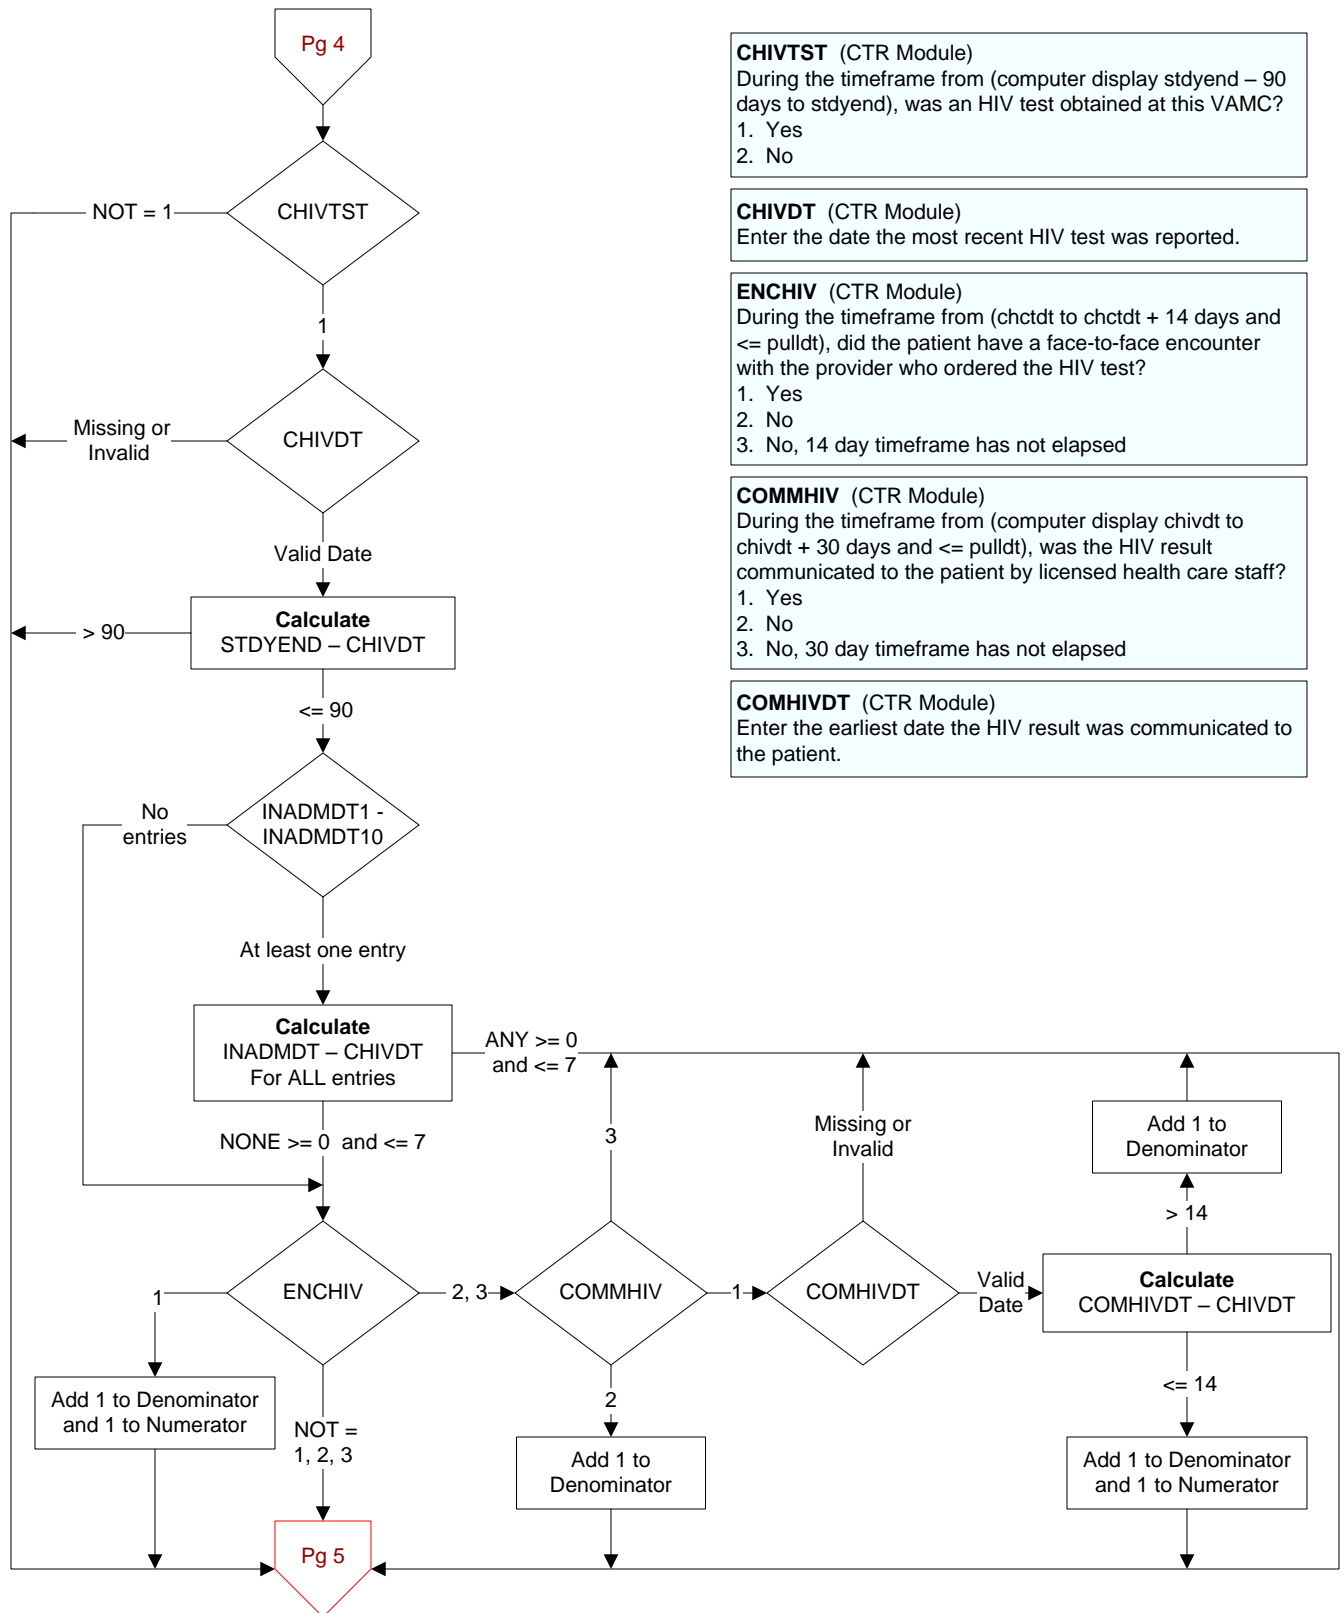 Pg 4
CHIVTST (CTR Module)
During the timeframe from (computer display stdyend – 90
days to stdyend), was an HIV test obtained at this VAMC?
1. Yes
2. No
CHIVDT (CTR Module)
Enter the date the most recent HIV test was reported.
ENCHIV (CTR Module)
During the timeframe from (chctdt to chctdt + 14 days and
<= pulldt), did the patient have a face-to-face encounter
with the provider who ordered the HIV test?
1. Yes
2. No
3. No, 14 day timeframe has not elapsed
COMMHIV (CTR Module)
During the timeframe from (computer display chivdt to
chivdt + 30 days and <= pulldt), was the HIV result
communicated to the patient by licensed health care staff?
1. Yes
2. No
3. No, 30 day timeframe has not elapsed
COMHIVDT (CTR Module)
Enter the earliest date the HIV result was communicated to
the patient.
NOT = 1
CHIVTST
1
Missing or
Invalid
CHIVDT
Valid Date
> 90
Calculate
STDYEND – CHIVDT
<= 90
No
entries
INADMDT1 -
INADMDT10
At least one entry
Calculate
INADMDT – CHIVDT
For ALL entries
ANY >= 0
and <= 7
NONE >= 0 and <= 7
3
Missing or
Invalid
Add 1 to
Denominator
> 14
1
ENCHIV
2, 3
COMMHIV
1
COMHIVDT
Valid
Date
Calculate
COMHIVDT – CHIVDT
<= 14
Add 1 to Denominator
and 1 to Numerator
NOT =
1, 2, 3
2
Add 1 to
Denominator
Add 1 to Denominator
and 1 to Numerator
Pg 5